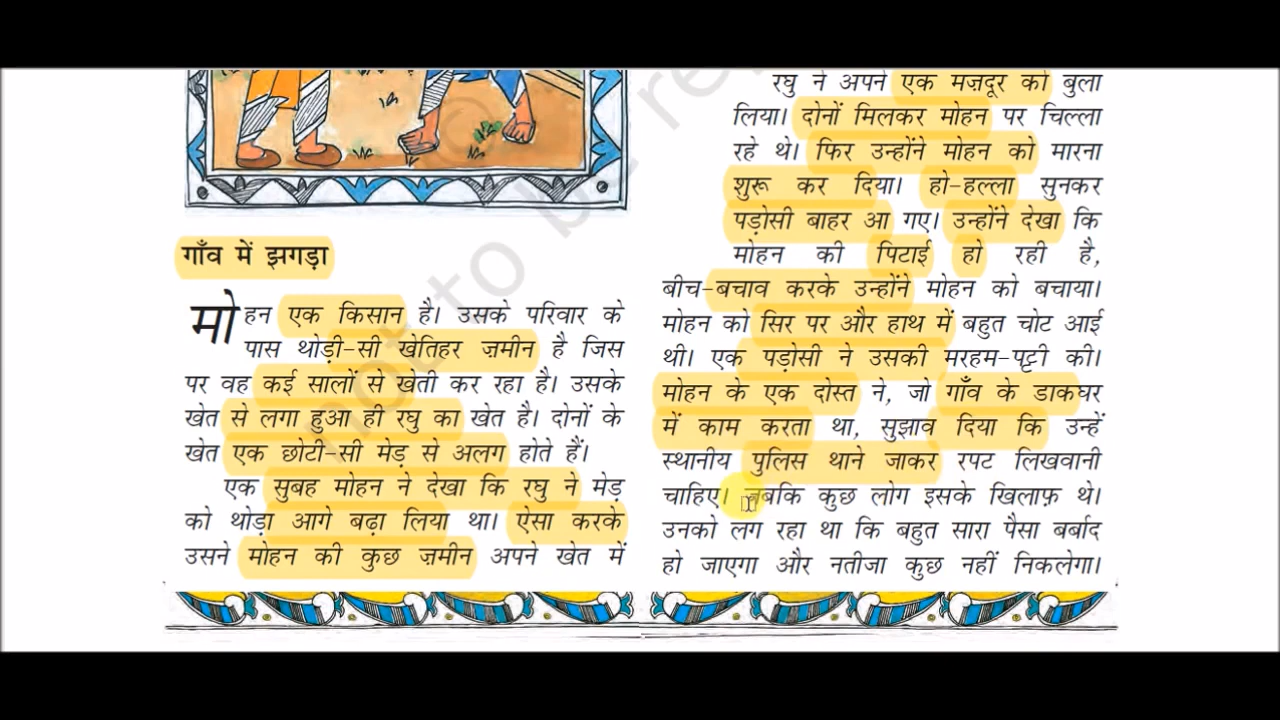 गाँव में झगड़ा
मोहन एक किसान है। उसके परिवार के
पास थोड़ी-सी खेतिहर ज़मीन है जिस
पर वह कई सालों से खेती कर रहा है। उसके
खेत से लगा हुआ ही रघु का खेत है। दोनों के
खेत एक छोटी-सी मेड़ से अलग होते हैं।
एक सुबह मोहन ने देखा कि रघु ने मेड़
को थोड़ा आगे बढ़ा लिया था। ऐसा करके
उसने मोहन की कुछ ज़मीन अपने खेत में
रघु ने अपने एक मज़दूर को बुला
लिया। दोनों मिलकर मोहन पर चिल्ला
रहे थे। फिर उन्होंने मोहन को मारना
शुरू कर दिया। हो-हल्ला सुनकर
पड़ोसी बाहर आ गए। उन्होंने देखा कि
मोहन की पिटाई हो रही है,
बीच-बचाव करके उन्होंने मोहन को बचाया।
मोहन को सिर पर और हाथ में बहुत चोट आई
थी। एक पड़ोसी ने उसकी मरहम-पट्टी की।
मोहन के एक दोस्त ने, जो गाँव के डाकघर
में काम करता था, सुझाव दिया कि उन्हें
स्थानीय पुलिस थाने जाकर रपट लिखवानी
चाहिए। जबकि कुछ लोग इसके खिलाफ़ थे।
उनको लग रहा था कि बहुत सारा पैसा बर्बाद
हो जाएगा और नतीजा कुछ नहीं निकलेगा।
not to be re